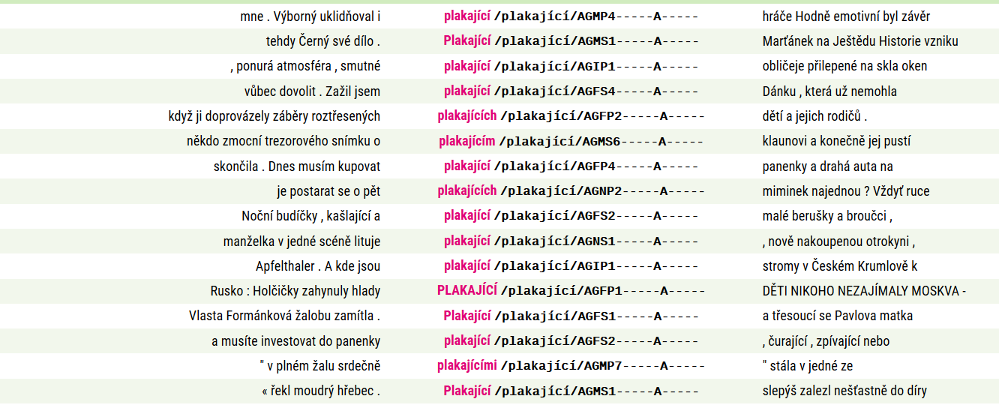 mne . Výborný uklidňoval i plakající /plakající/AGMP4-----A----- hráče Hodně emotivní byl závěr
tehdy Černý své dílo . Plakající /plakající/AGMS1-----A----- Marťánek na Ještědu Historie vzniku
, ponurá atmosféra , smutné plakající /plakající/AGIP1-----A----- obličeje přilepené na skla oken
vůbec dovolit . Zažil jsem plakající /plakající/AGFS4-----A----- Dánku , která už nemohla
když ji doprovázely záběry roztřesených plakajících /plakající/AGFP2-----A----- dětí a jejich rodičů .
někdo zmocní trezorového snímku o plakajícím /plakající/AGMS6-----A----- klaunovi a konečně jej pustí
skončila . Dnes musím kupovat plakající /plakající/AGFP4-----A----- panenky a drahá auta na
je postarat se o pět plakajících /plakající/AGNP2-----A----- miminek najednou ? Vždyť ruce
Noční budíčky , kašlající a plakající /plakající/AGFS2-----A----- malé berušky a broučci ,
manželka v jedné scéně lituje plakající /plakající/AGNS1-----A----- , nově nakoupenou otrokyni ,
Apfelthaler . A kde jsou plakající /plakající/AGIP1-----A----- stromy v Českém Krumlově k
Rusko : Holčičky zahynuly hlady PLAKAJÍCÍ /plakající/AGFP1-----A----- DĚTI NIKOHO NEZAJÍMALY MOSKVA -
Vlasta Formánková žalobu zamítla . Plakající /plakající/AGFS1-----A----- a třesoucí se Pavlova matka
a musíte investovat do panenky plakající /plakající/AGFS2-----A----- , čurající , zpívající nebo
" v plném žalu srdečně plakajícími /plakající/AGMP7-----A----- " stála v jedné ze
« řekl moudrý hřebec . Plakající /plakající/AGMS1-----A----- slepýš zalezl nešťastně do díry